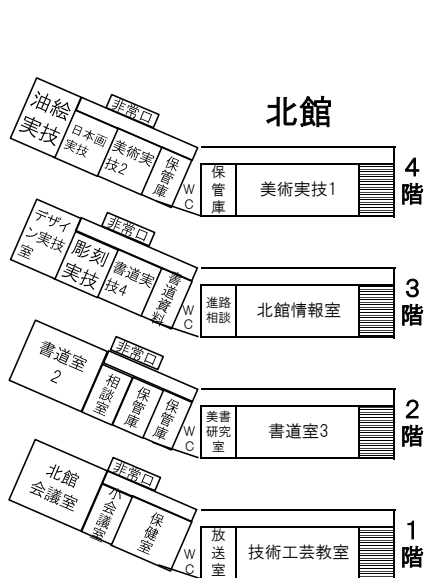 北館
4
階
油絵
実技
非常口
日本画
実技
美術実
技2
保
管
庫
W
C
保
管
庫
美術実技1
3
階
デザイ
ン実技
室
非常口
彫刻
実技
書道実
技4
書
道
資
料
W
C
進路
相談
北館情報室
2
階
書道室
2
非常口
相
談
室
保
管
庫
保
管
庫
W
C
美書
研究
室
書道室3
1
階
北館
会議室
非常口
小
会
議
室
保
健
室
W
C
放
送
室
技術工芸教室